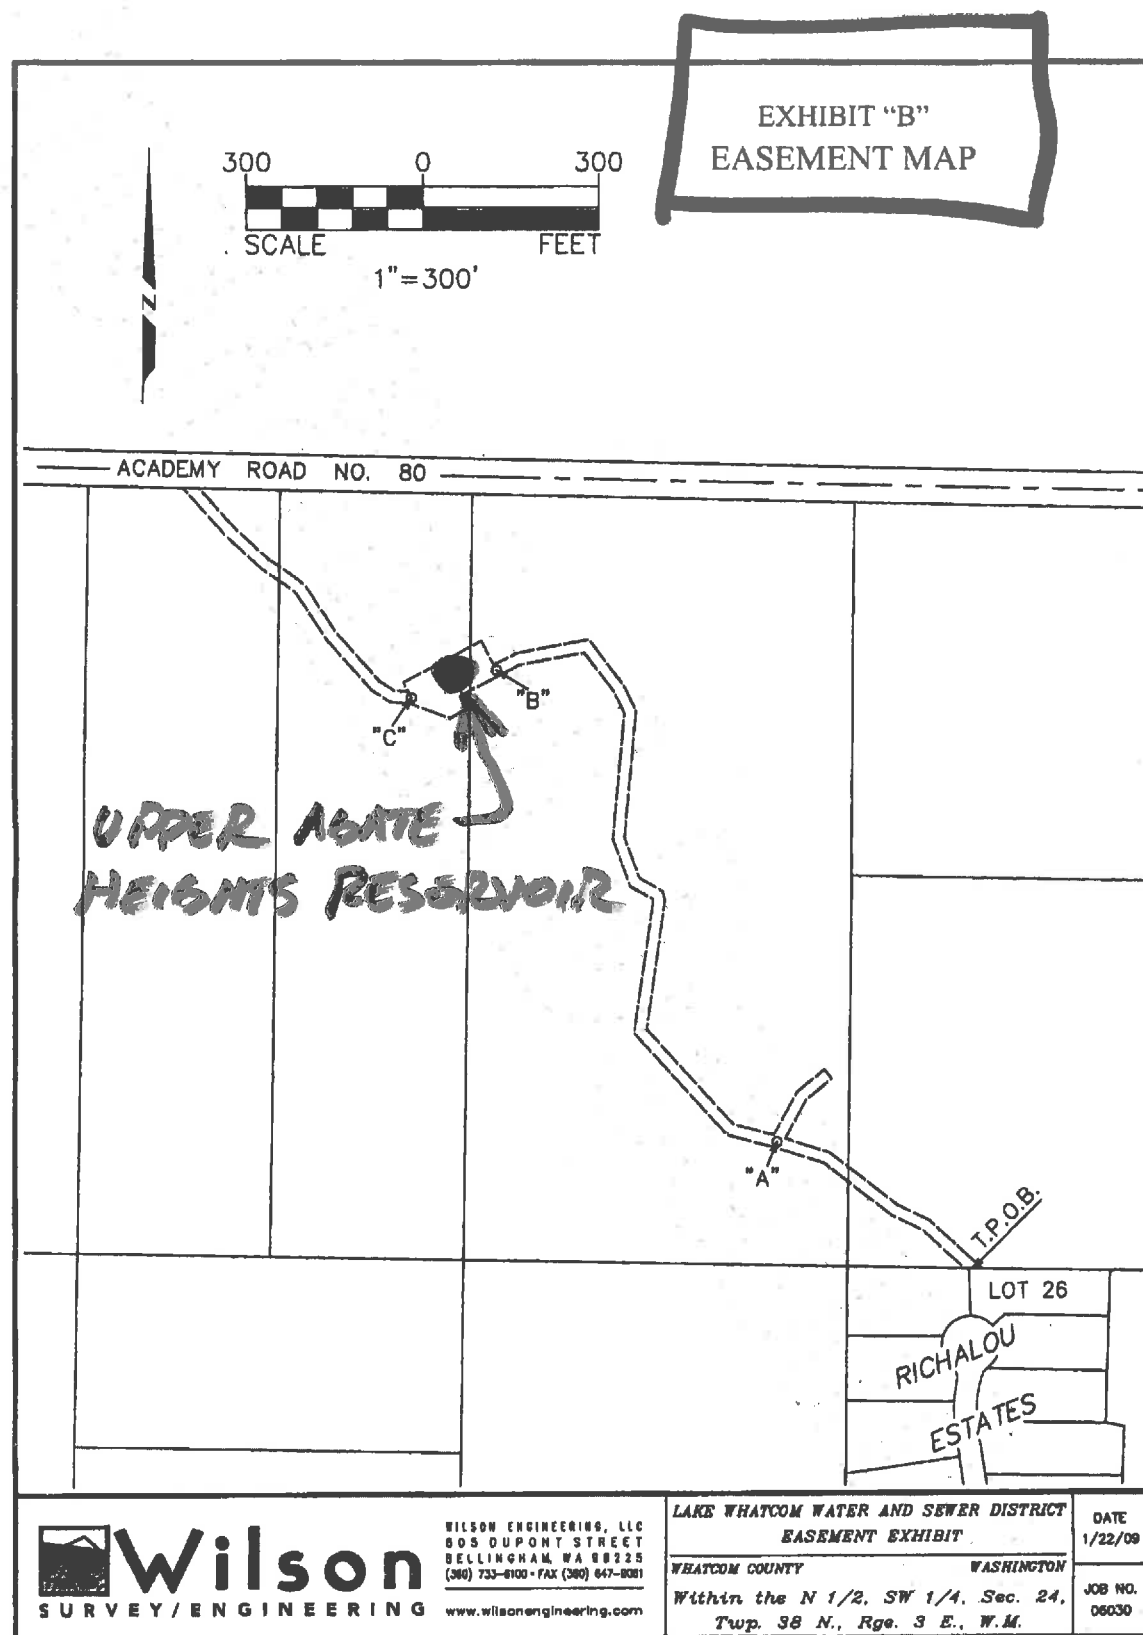 EXHIBIT “B”
EASEMENT MAP
300 0 300
SCALE FEET
1"=300'
N
ACADEMY ROAD NO. 80
"B"
"C"
UPPER AGATE
HEIGHTS RESERVOIR
"A"
T.P.O.B.
LOT 26
RICHALOU
ESTATES
Wilson
SURVEY/ENGINEERING
WILSON ENGINEERING, LLC
805 DUPONT STREET
BELLINGHAM, WA 98225
(360) 733-6100 • FAX (360) 647-9061
www.wilsonengineering.com
LAKE WHATCOM WATER AND SEWER DISTRICT
EASEMENT EXHIBIT
WHATCOM COUNTY WASHINGTON
Within the N 1/2, SW 1/4, Sec. 24,
Twp. 38 N., Rge. 3 E., W.M.
DATE
1/22/09
JOB NO.
06030